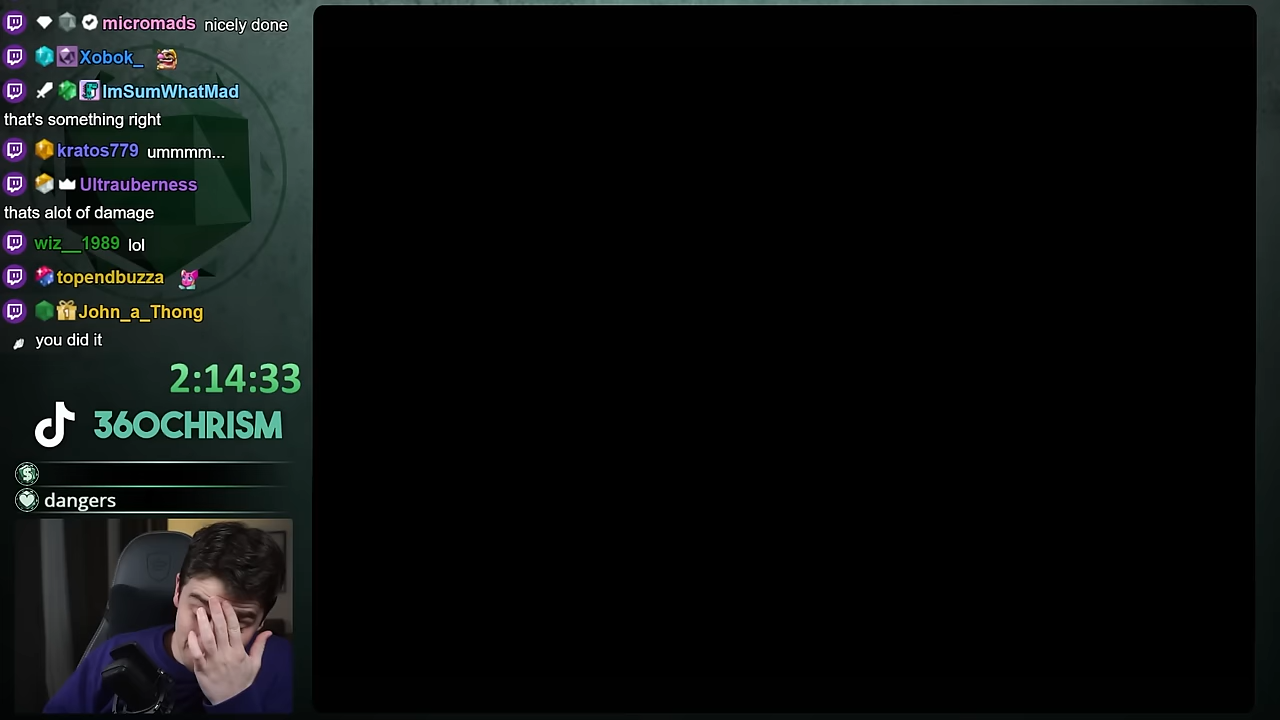 micromads nicely done
Xobok_
ImSumWhatMad
that's something right
kratos779 ummmm...
Ultrauberness
thats alot of damage
wiz__1989 lol
topendbuzza
John_a_Thong
you did it
2:14:33
360CHRISM
dangers